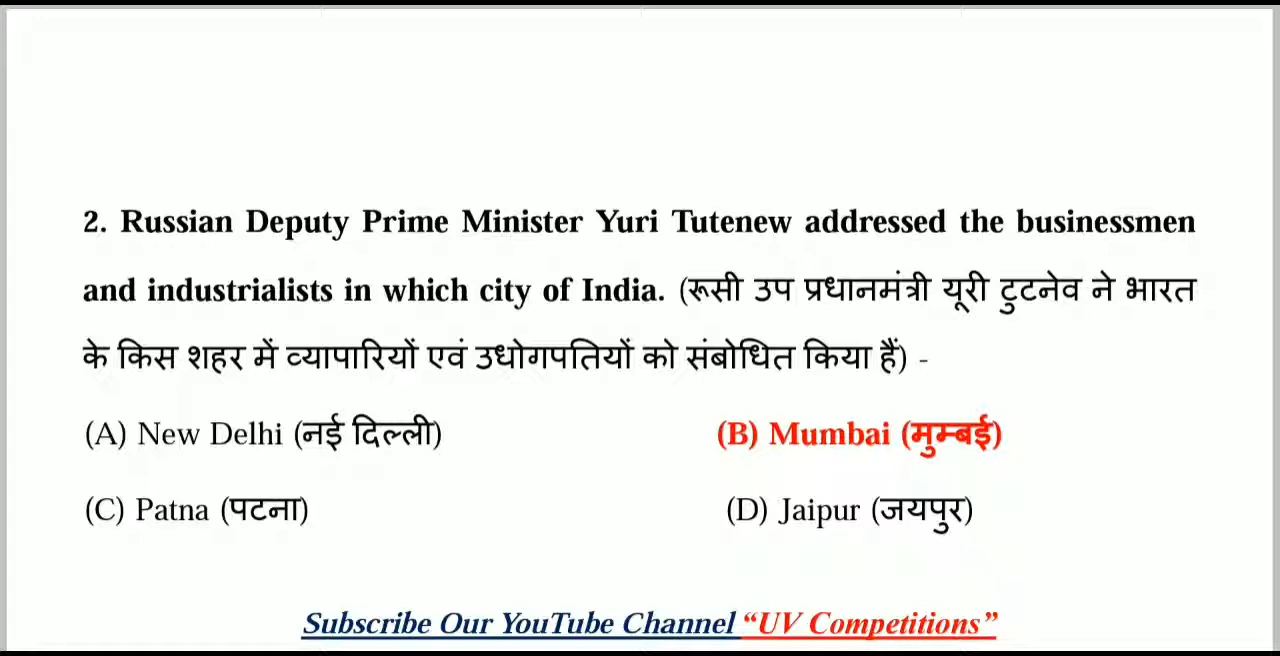 2. Russian Deputy Prime Minister Yuri Tutenew addressed the businessmen
and industrialists in which city of India. (रूसी उप प्रधानमंत्री यूरी टुटनेव ने भारत
के किस शहर में व्यापारियों एवं उधोगपतियों को संबोधित किया हैं) -
(A) New Delhi (नई दिल्ली) (B) Mumbai (मुम्बई)
(C) Patna (पटना) (D) Jaipur (जयपुर)
Subscribe Our YouTube Channel “UV Competitions”